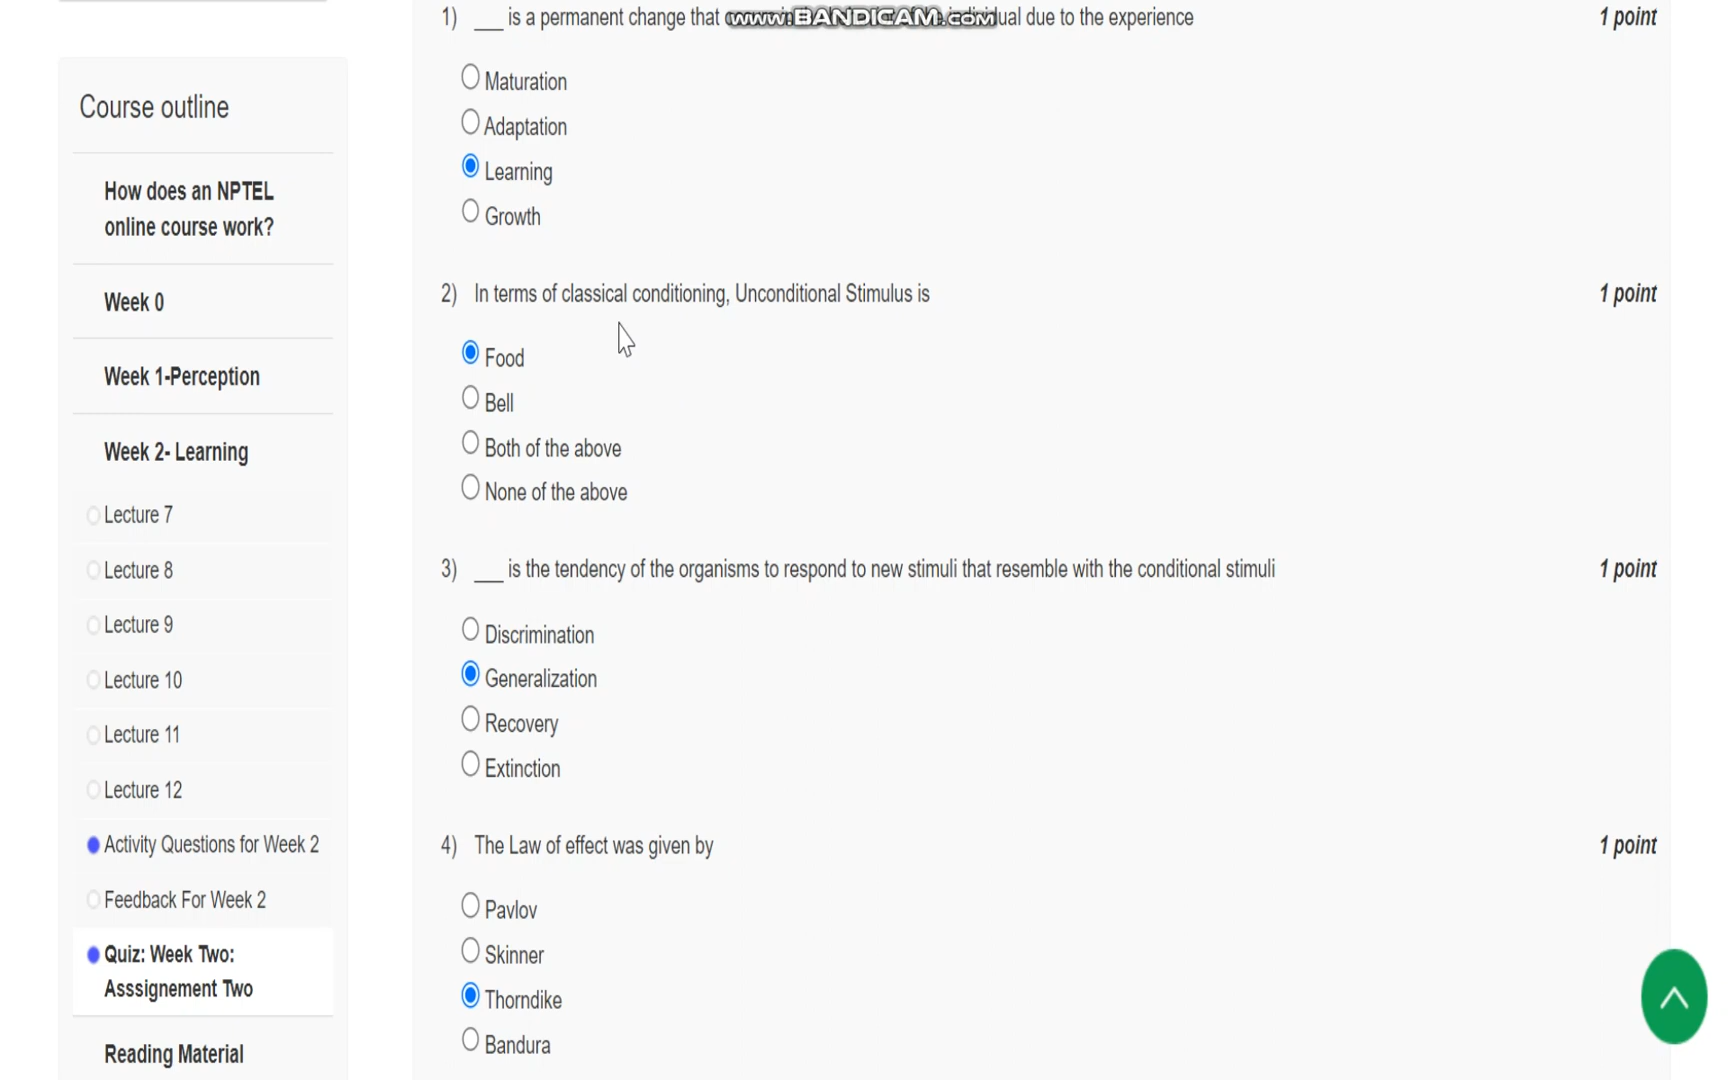 Course outline
How does an NPTEL
online course work?
Week 0
Week 1-Perception
Week 2- Learning
Lecture 7
Lecture 8
Lecture 9
Lecture 10
Lecture 11
Lecture 12
Activity Questions for Week 2
Feedback For Week 2
Quiz: Week Two:
Asssignement Two
Reading Material
www.BANDICAM.com
1) ___ is a permanent change that individual due to the experience 1 point
Maturation
Adaptation
Learning
Growth
2) In terms of classical conditioning, Unconditional Stimulus is 1 point
Food
Bell
Both of the above
None of the above
3) ___ is the tendency of the organisms to respond to new stimuli that resemble with the conditional stimuli 1 point
Discrimination
Generalization
Recovery
Extinction
4) The Law of effect was given by 1 point
Pavlov
Skinner
Thorndike
Bandura